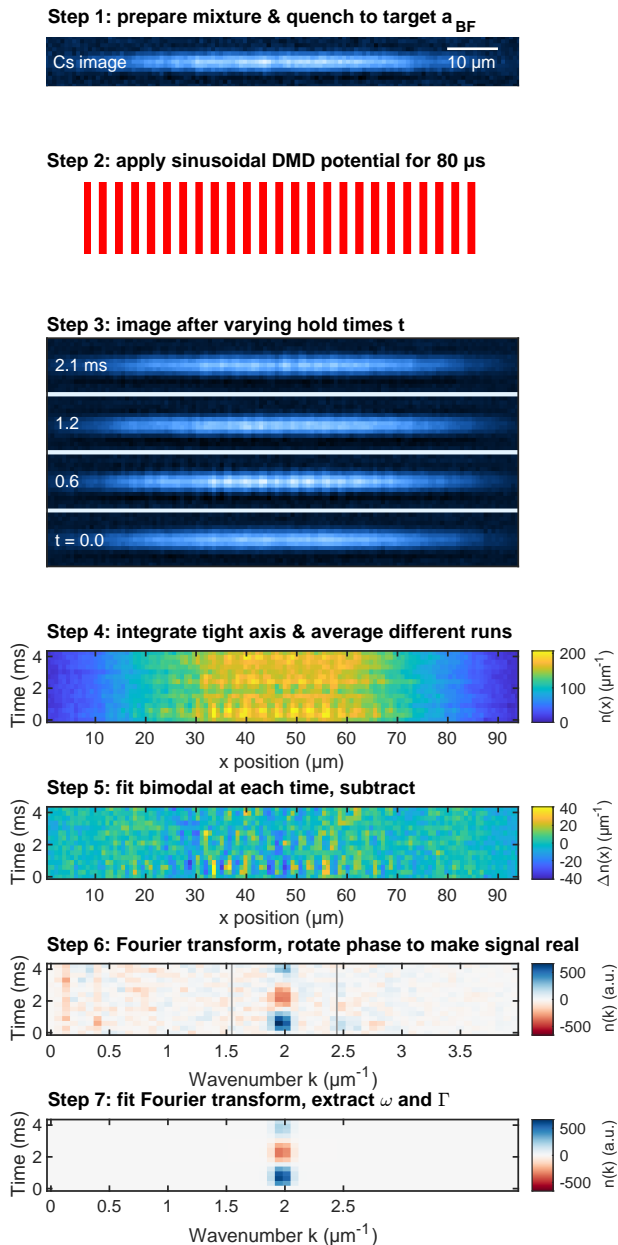 Step 1: prepare mixture & quench to target a_BF
Cs image
10 µm
Step 2: apply sinusoidal DMD potential for 80 µs
Step 3: image after varying hold times t
2.1 ms
1.2
0.6
t = 0.0
Step 4: integrate tight axis & average different runs
Time (ms)
4
2
0
10 20 30 40 50 60 70 80 90
x position (µm)
200
100
0
n(x) (µm⁻¹)
Step 5: fit bimodal at each time, subtract
Time (ms)
4
2
0
10 20 30 40 50 60 70 80 90
x position (µm)
40
20
0
-20
-40
Δn(x) (µm⁻¹)
Step 6: Fourier transform, rotate phase to make signal real
Time (ms)
4
2
0
0 0.5 1 1.5 2 2.5 3 3.5
Wavenumber k (µm⁻¹)
500
0
-500
n(k) (a.u.)
Step 7: fit Fourier transform, extract ω and Γ
Time (ms)
4
2
0
0 0.5 1 1.5 2 2.5
Wavenumber k (µm⁻¹)
500
0
-500
n(k) (a.u.)